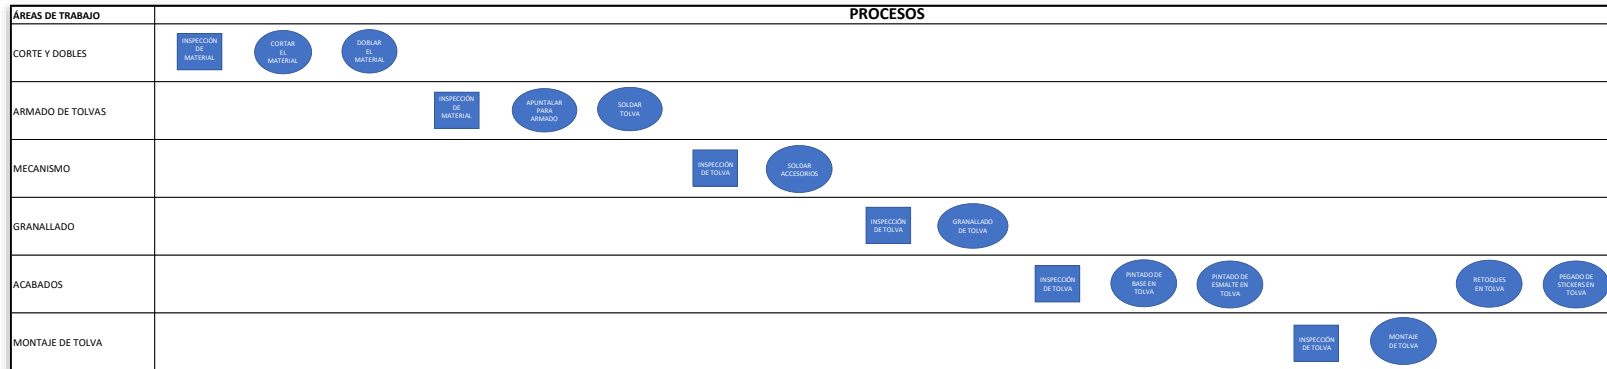 ÁREAS DE TRABAJO
PROCESOS
CORTE Y DOBLES
INSPECCIÓN
DE
MATERIAL
CORTAR
EL
MATERIAL
DOBLAR
EL
MATERIAL
ARMADO DE TOLVAS
INSPECCIÓN
DE
MATERIAL
APUNTALAR
PARA
ARMADO
SOLDAR
TOLVA
MECANISMO
INSPECCIÓN
DE TOLVA
SOLDAR
ACCESORIOS
GRANALLADO
INSPECCIÓN
DE TOLVA
GRANALLADO
DE TOLVA
ACABADOS
INSPECCIÓN
DE TOLVA
PINTADO DE
BASE EN
TOLVA
PINTADO DE
ESMALTE EN
TOLVA
RETOQUES
EN TOLVA
PEGADO DE
STICKERS EN
TOLVA
MONTAJE DE TOLVA
INSPECCIÓN
DE TOLVA
MONTAJE
DE TOLVA